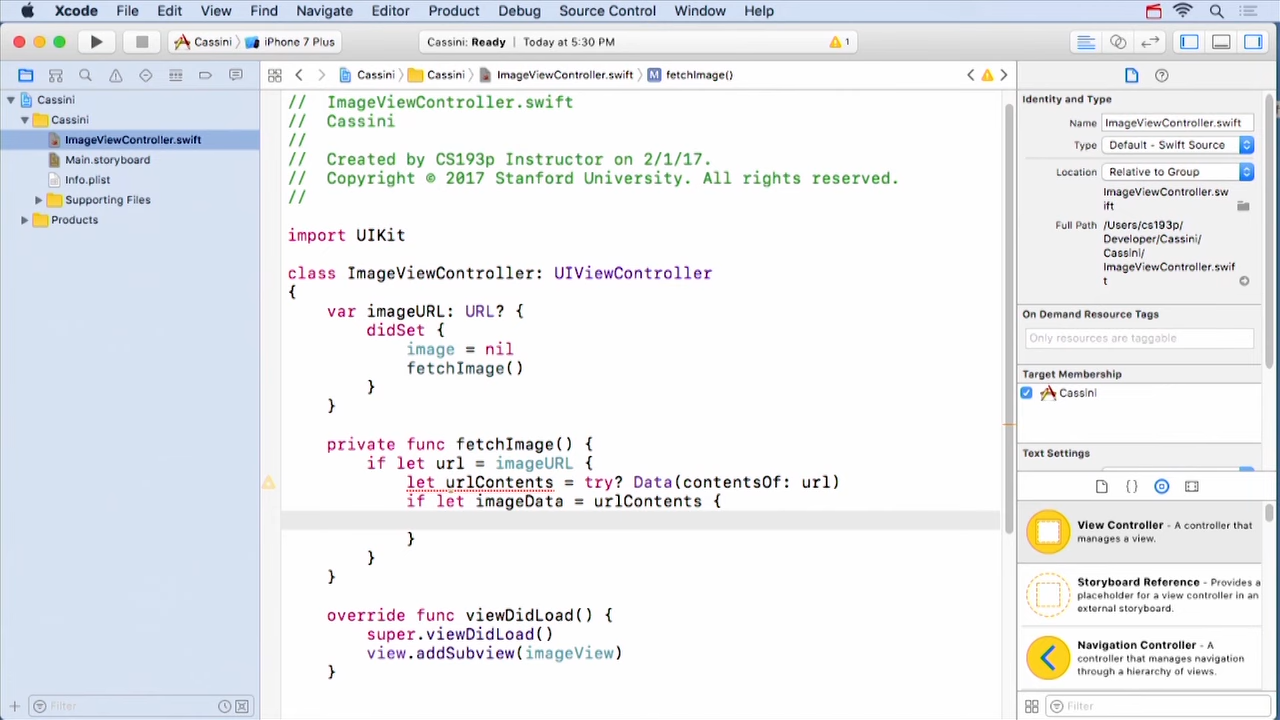 Xcode File Edit View Find Navigate Editor Product Debug Source Control Window Help
Cassini iPhone 7 Plus Cassini: Ready | Today at 5:30 PM 1
Cassini Cassini ImageViewController.swift fetchImage()
Cassini
Cassini
ImageViewController.swift
Main.storyboard
Info.plist
Supporting Files
Products
Filter
// ImageViewController.swift
// Cassini
//
// Created by CS193p Instructor on 2/1/17.
// Copyright © 2017 Stanford University. All rights reserved.
//
import UIKit
class ImageViewController: UIViewController
{
var imageURL: URL? {
didSet {
image = nil
fetchImage()
}
}
private func fetchImage() {
if let url = imageURL {
let urlContents = try? Data(contentsOf: url)
if let imageData = urlContents {
}
}
}
override func viewDidLoad() {
super.viewDidLoad()
view.addSubview(imageView)
}
Identity and Type
Name ImageViewController.swift
Type Default - Swift Source
Location Relative to Group
ImageViewController.sw
ift
Full Path /Users/cs193p/
Developer/Cassini/
Cassini/
ImageViewController.swif
t
On Demand Resource Tags
Only resources are taggable
Target Membership
Cassini
Text Settings
{ }
View Controller - A controller that
manages a view.
Storyboard Reference - Provides a
placeholder for a view controller in an
external storyboard.
Navigation Controller - A
controller that manages navigation
through a hierarchy of views.
Filter